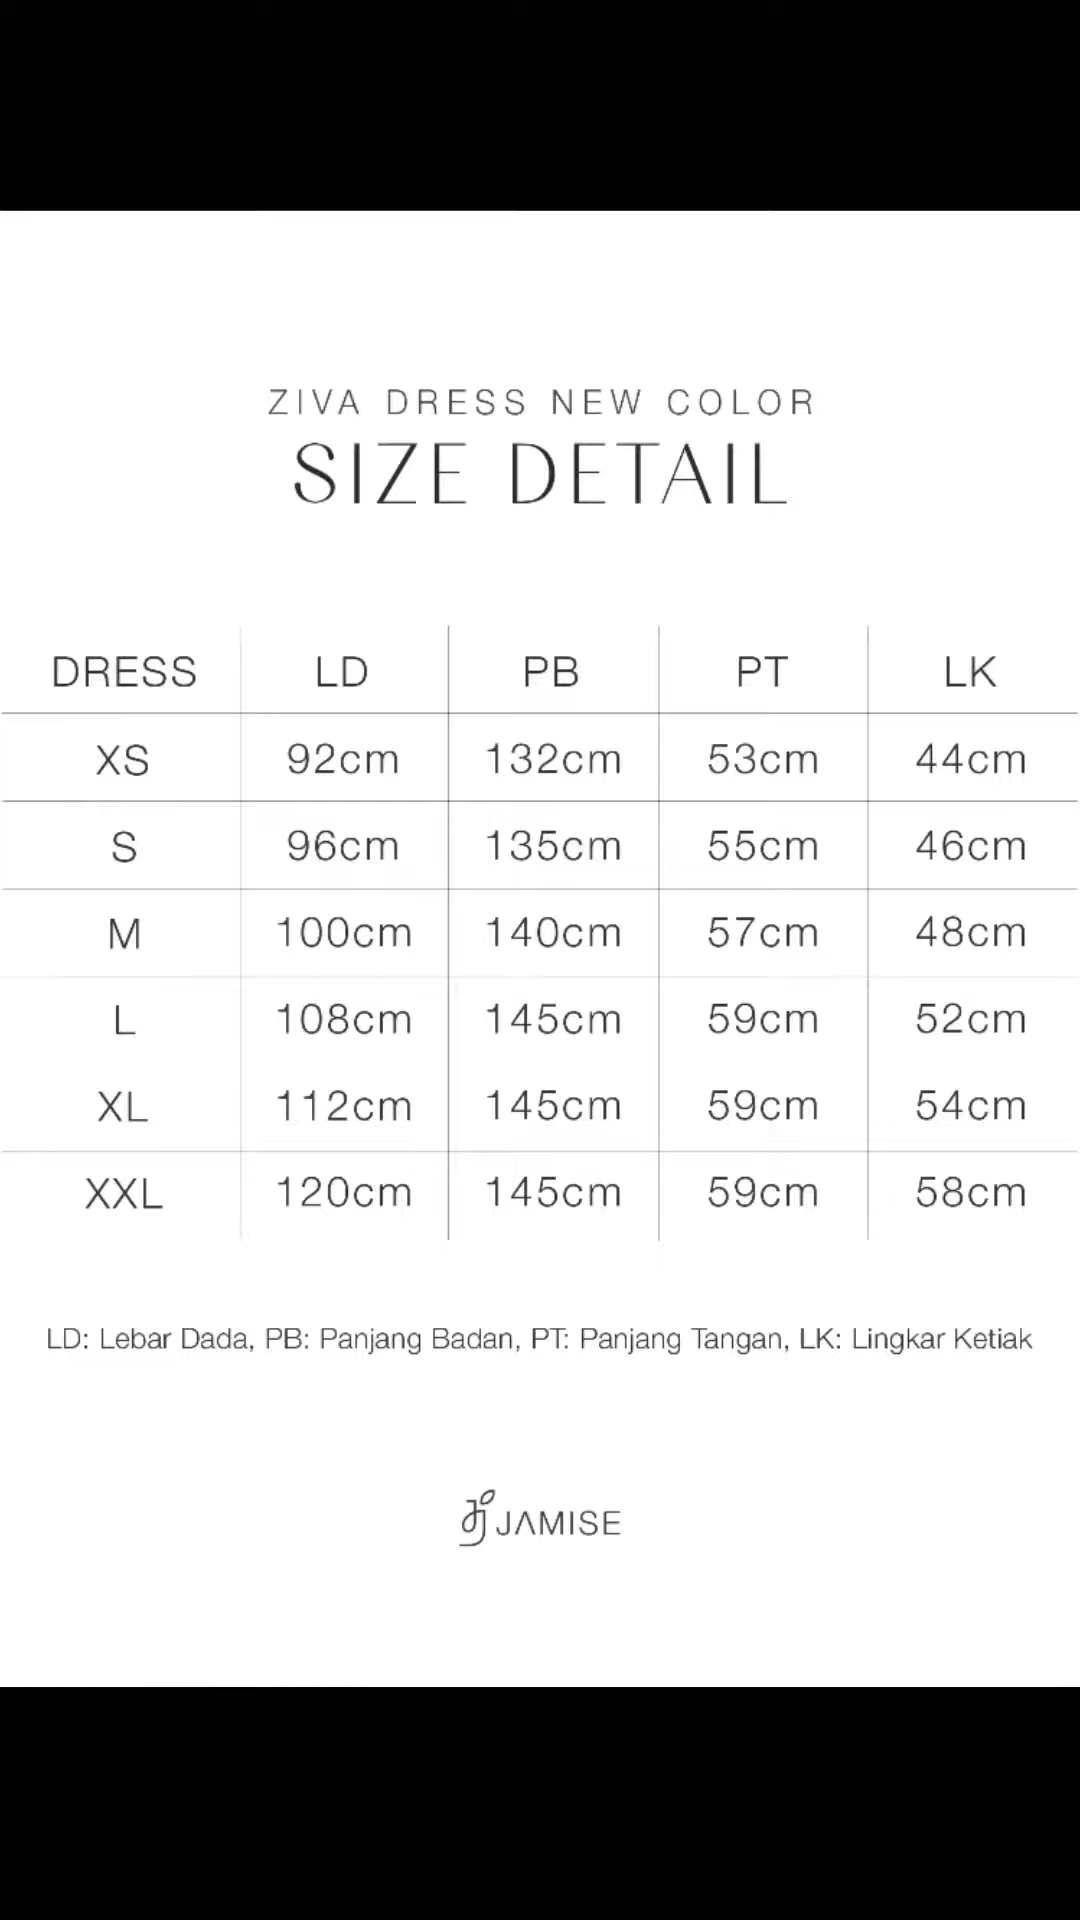 ZIVA DRESS NEW COLOR
SIZE DETAIL
DRESS LD PB PT LK
XS 92cm 132cm 53cm 44cm
S 96cm 135cm 55cm 46cm
M 100cm 140cm 57cm 48cm
L 108cm 145cm 59cm 52cm
XL 112cm 145cm 59cm 54cm
XXL 120cm 145cm 59cm 58cm
LD: Lebar Dada, PB: Panjang Badan, PT: Panjang Tangan, LK: Lingkar Ketiak
JAMISE